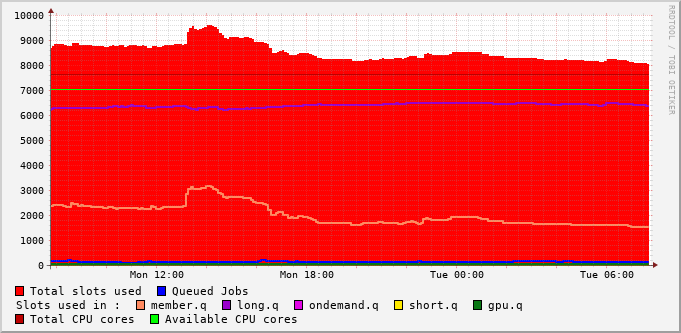 10000
9000
8000
7000
6000
5000
4000
3000
2000
1000
0
Mon 12:00 Mon 18:00 Tue 00:00 Tue 06:00
Total slots used Queued Jobs
Slots used in : member.q long.q ondemand.q short.q gpu.q
Total CPU cores Available CPU cores
RRDTOOL / TOBI OETIKER